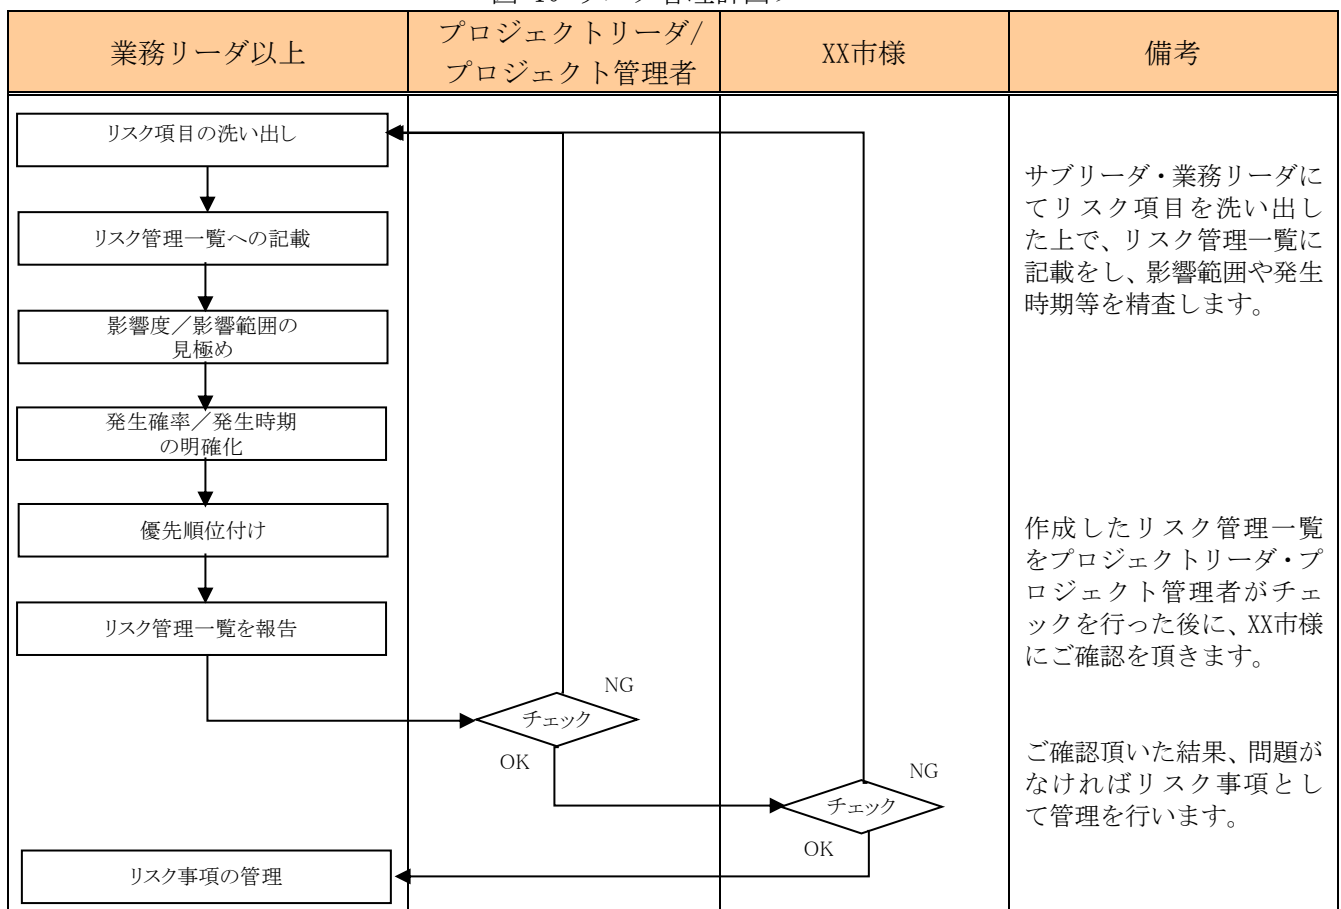 業務リーダ以上
プロジェクトリーダ/
プロジェクト管理者
XX市様
備考
リスク項目の洗い出し
リスク管理一覧への記載
影響度／影響範囲の
見極め
発生確率／発生時期
の明確化
優先順位付け
リスク管理一覧を報告
NG
チェック
OK
NG
チェック
OK
リスク事項の管理
サブリーダ・業務リーダに
てリスク項目を洗い出し
た上で、リスク管理一覧に
記載をし、影響範囲や発生
時期等を精査します。
作成したリスク管理一覧
をプロジェクトリーダ・プ
ロジェクト管理者がチェ
ックを行った後に、XX市様
にご確認を頂きます。
ご確認頂いた結果、問題が
なければリスク事項とし
て管理を行います。